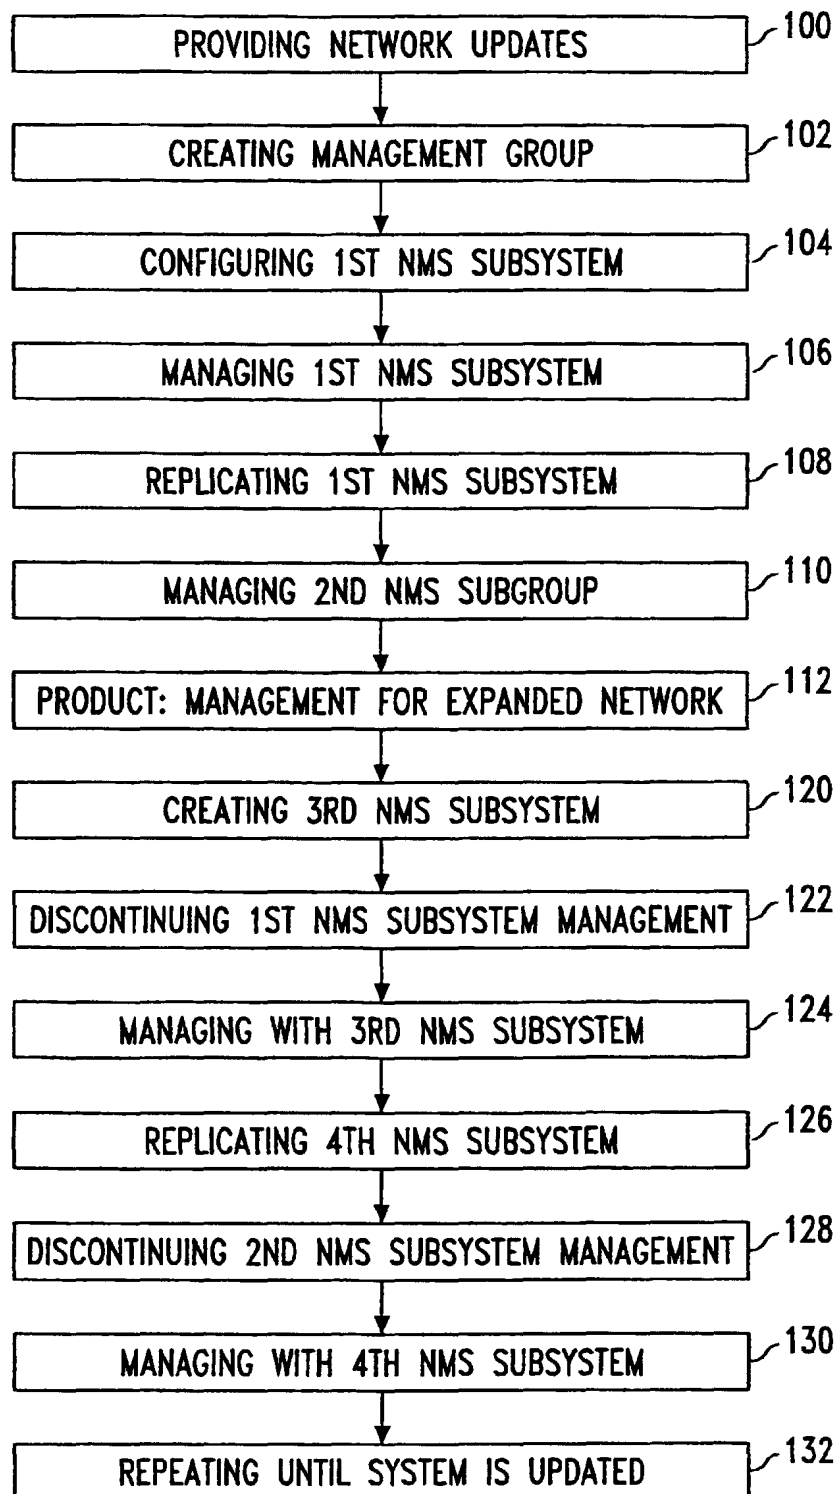 PROVIDING NETWORK UPDATES 100
CREATING MANAGEMENT GROUP 102
CONFIGURING 1ST NMS SUBSYSTEM 104
MANAGING 1ST NMS SUBSYSTEM 106
REPLICATING 1ST NMS SUBSYSTEM 108
MANAGING 2ND NMS SUBGROUP 110
PRODUCT: MANAGEMENT FOR EXPANDED NETWORK 112
CREATING 3RD NMS SUBSYSTEM 120
DISCONTINUING 1ST NMS SUBSYSTEM MANAGEMENT 122
MANAGING WITH 3RD NMS SUBSYSTEM 124
REPLICATING 4TH NMS SUBSYSTEM 126
DISCONTINUING 2ND NMS SUBSYSTEM MANAGEMENT 128
MANAGING WITH 4TH NMS SUBSYSTEM 130
REPEATING UNTIL SYSTEM IS UPDATED 132